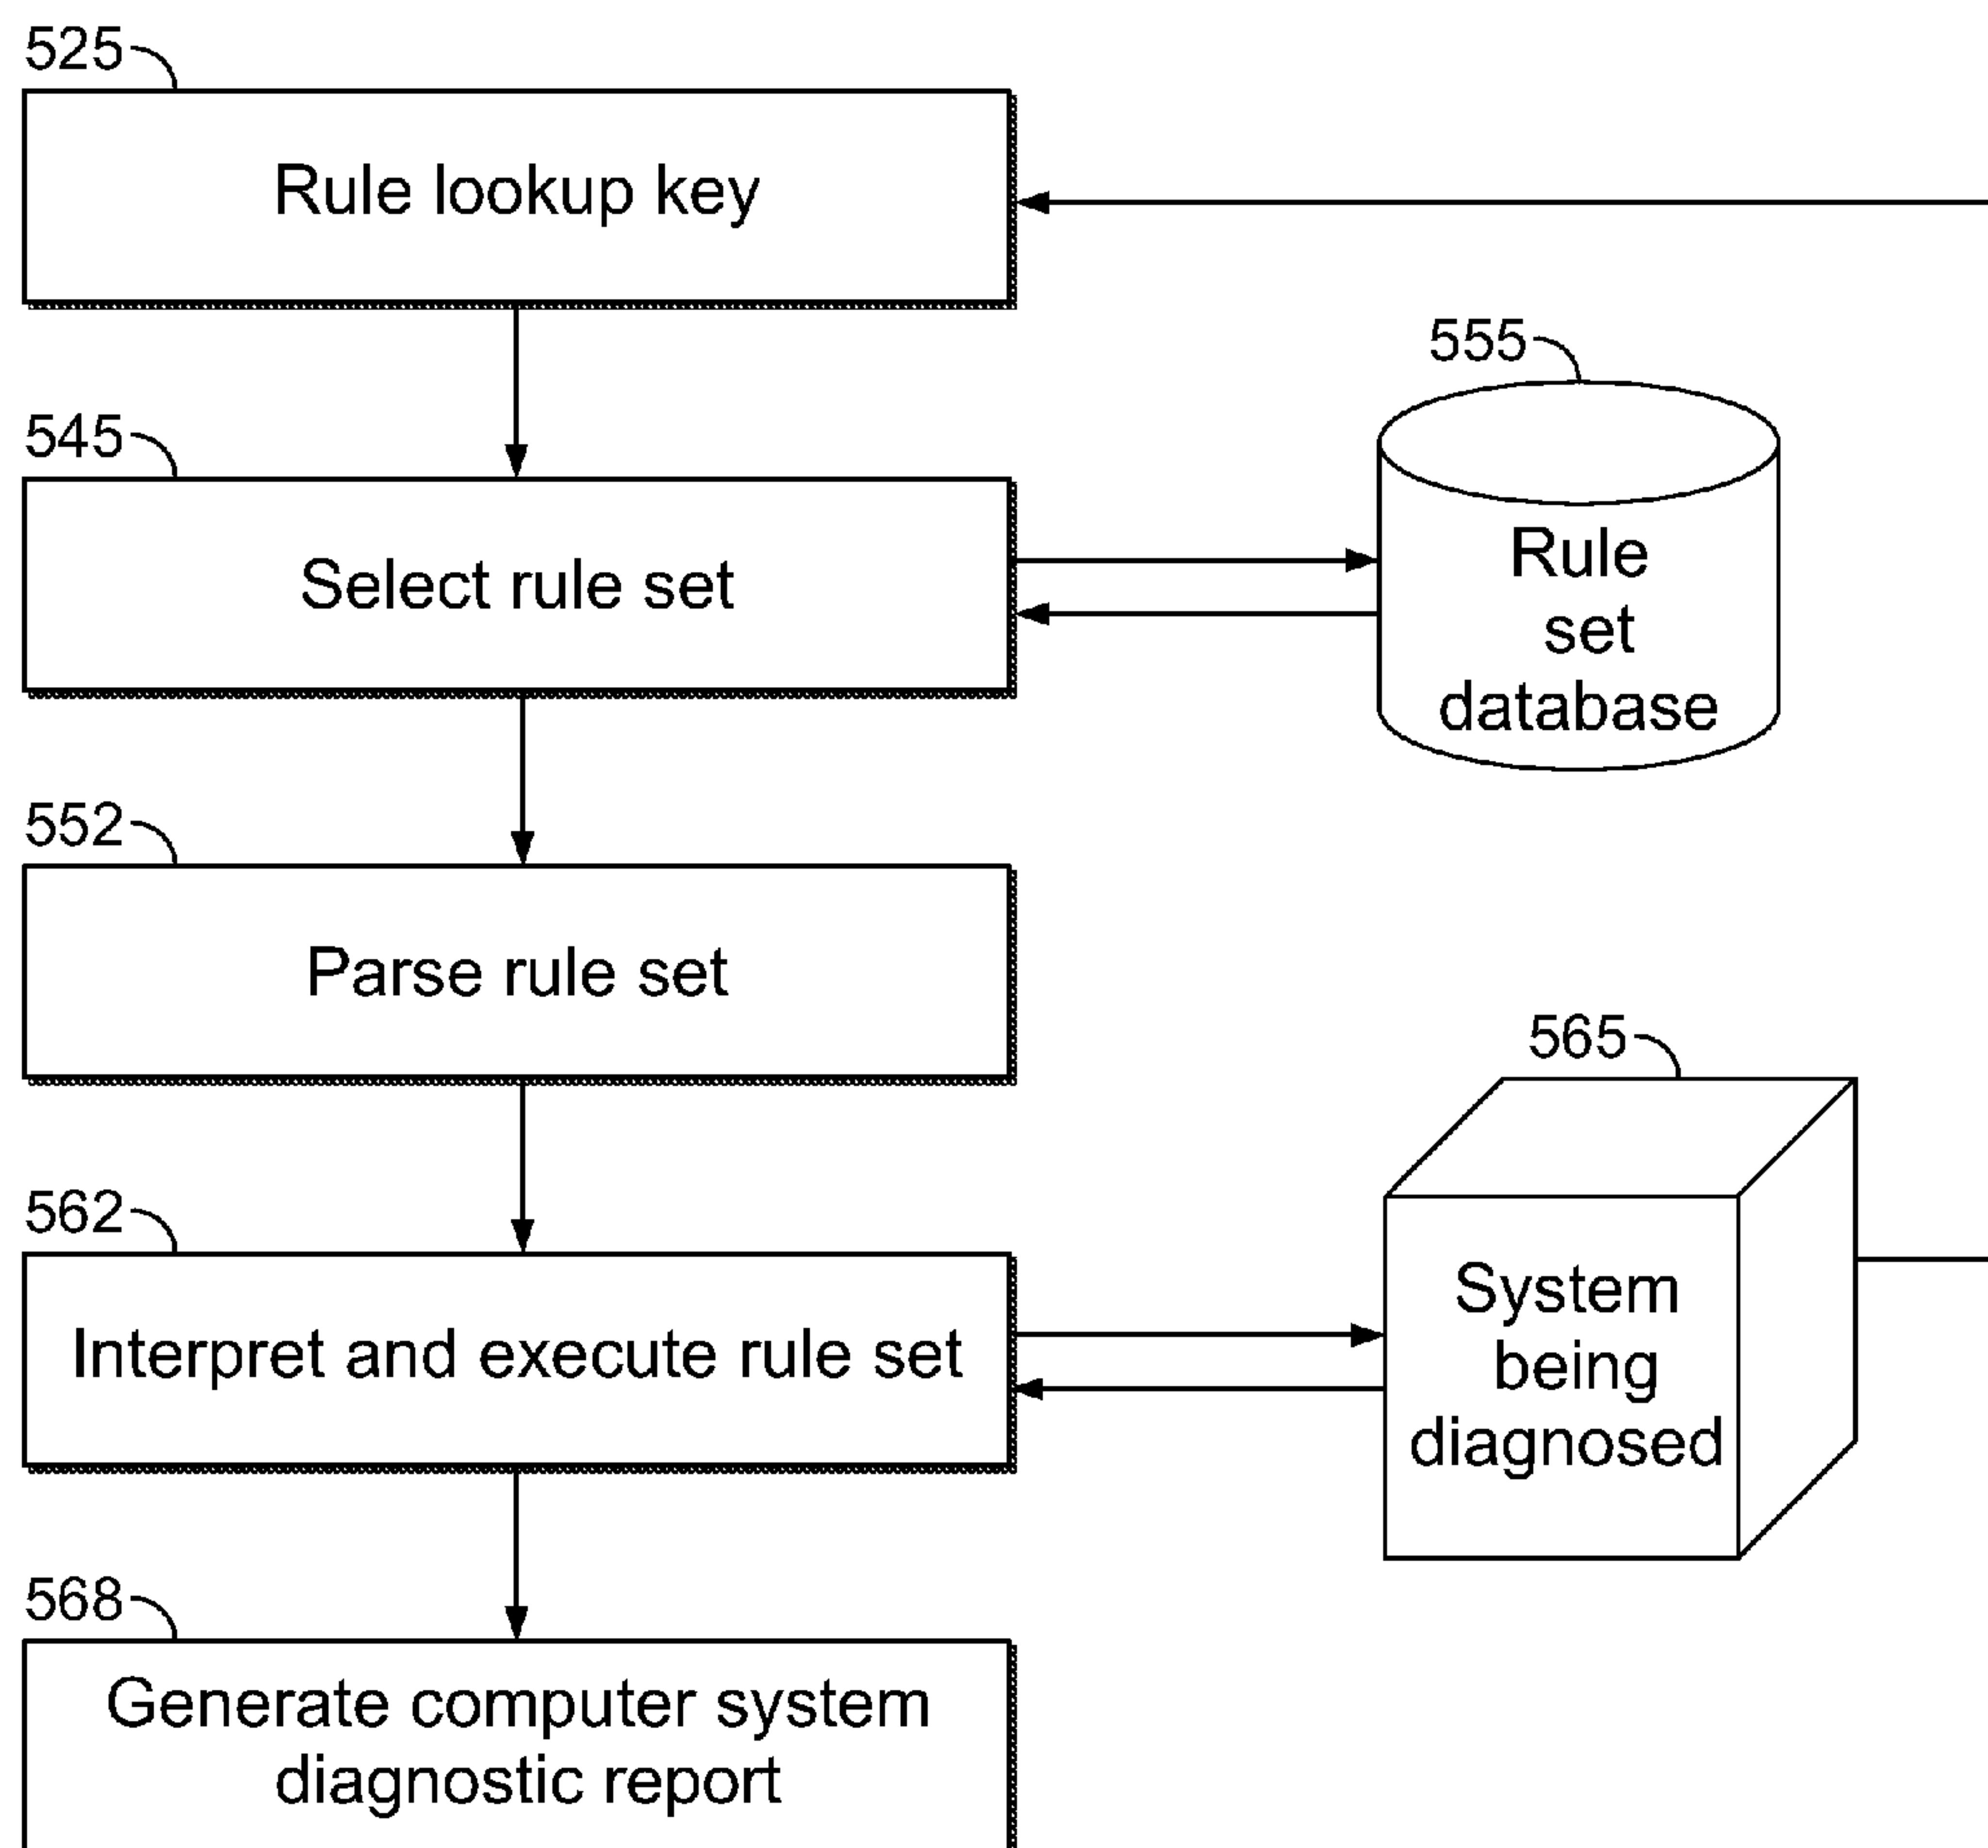 525
Rule lookup key
545
Select rule set
555
Rule
set
database
552
Parse rule set
562
Interpret and execute rule set
565
System
being
diagnosed
568
Generate computer system
diagnostic report